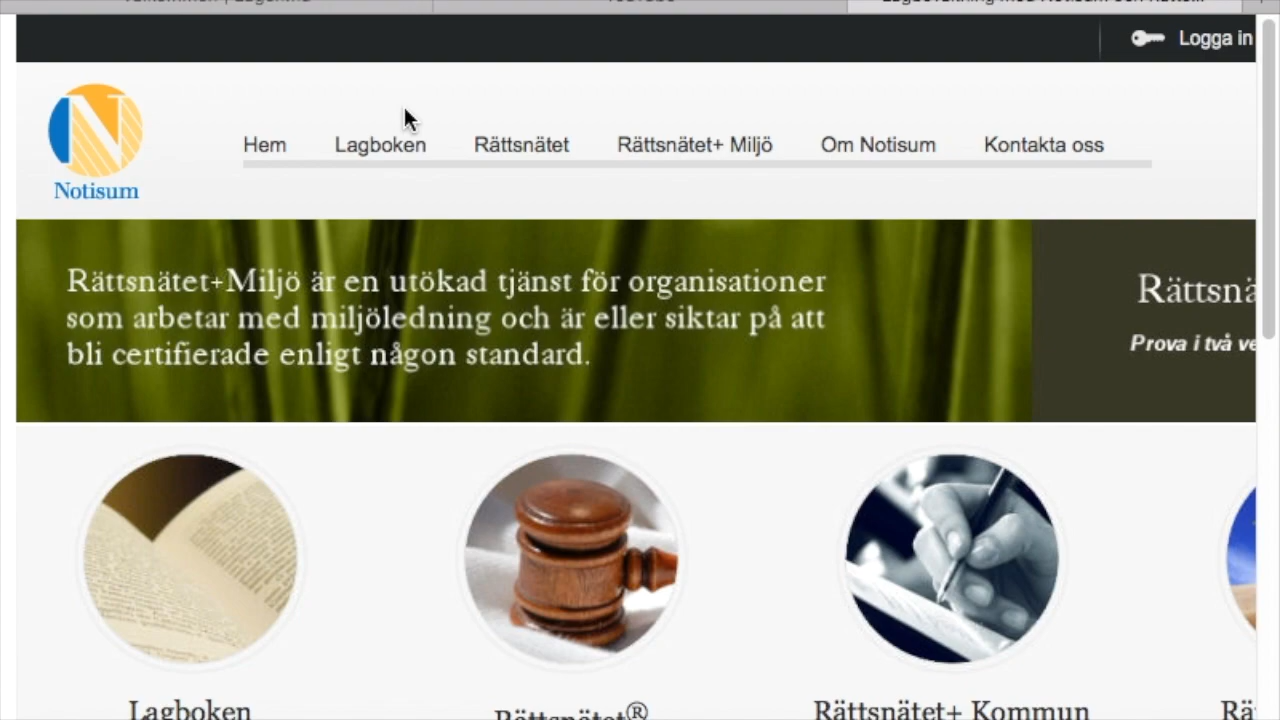 Logga in
Notisum
Hem Lagboken Rättsnätet Rättsnätet+ Miljö Om Notisum Kontakta oss
Rättsnätet+Miljö är en utökad tjänst för organisationer
som arbetar med miljöledning och är eller siktar på att
bli certifierade enligt någon standard.
Rättsnä
Prova i två ve
Lagboken
Rättsnätet®
Rättsnätet+ Kommun
Rä